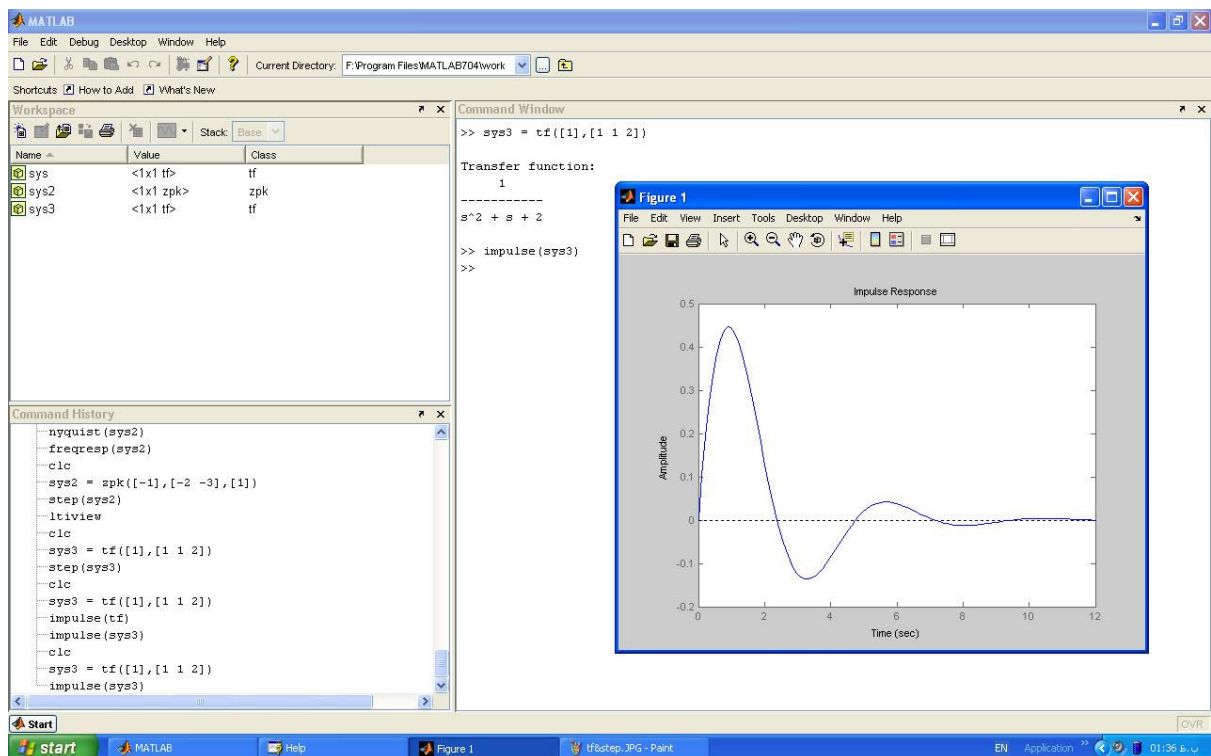 MATLAB
File Edit Debug Desktop Window Help
Current Directory: F:\Program Files\MATLAB704\work
Shortcuts How to Add What's New
Workspace
Stack: Base
Name Value Class
sys <1x1 tf> tf
sys2 <1x1 zpk> zpk
sys3 <1x1 tf> tf
Command History
nyquist(sys2)
freqresp(sys2)
clc
sys2 = zpk([-1],[-2 -3],[1])
step(sys2)
ltiview
clc
sys3 = tf([1],[1 1 2])
step(sys3)
clc
sys3 = tf([1],[1 1 2])
impulse(tf)
impulse(sys3)
clc
sys3 = tf([1],[1 1 2])
impulse(sys3)
Command Window
>> sys3 = tf([1],[1 1 2])
Transfer function:
1
-----------
s^2 + s + 2
>> impulse(sys3)
>>
Figure 1
File Edit View Insert Tools Desktop Window Help
Impulse Response
0.5
0.4
0.3
0.2
0.1
0
-0.1
-0.2
Amplitude
0 2 4 6 8 10 12
Time (sec)
Start
OVR
start MATLAB Help Figure 1 tf&step.JPG - Paint EN Application 01:36 ب.ظ